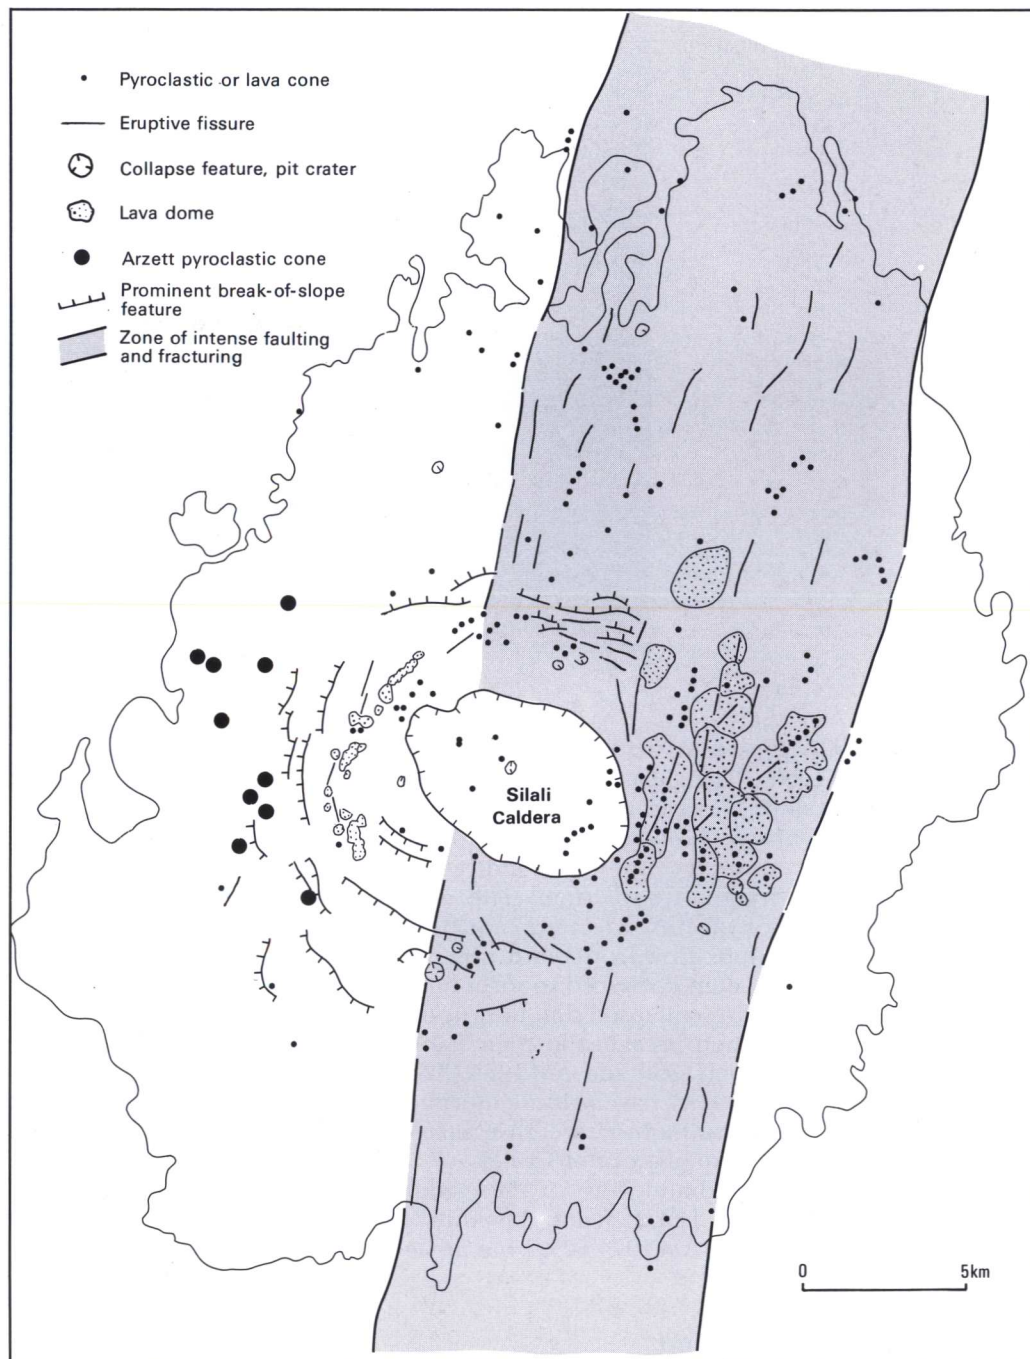 Pyroclastic or lava cone
Eruptive fissure
Collapse feature, pit crater
Lava dome
Arzett pyroclastic cone
Prominent break-of-slope
feature
Zone of intense faulting
and fracturing
Silali
Caldera
0 5km